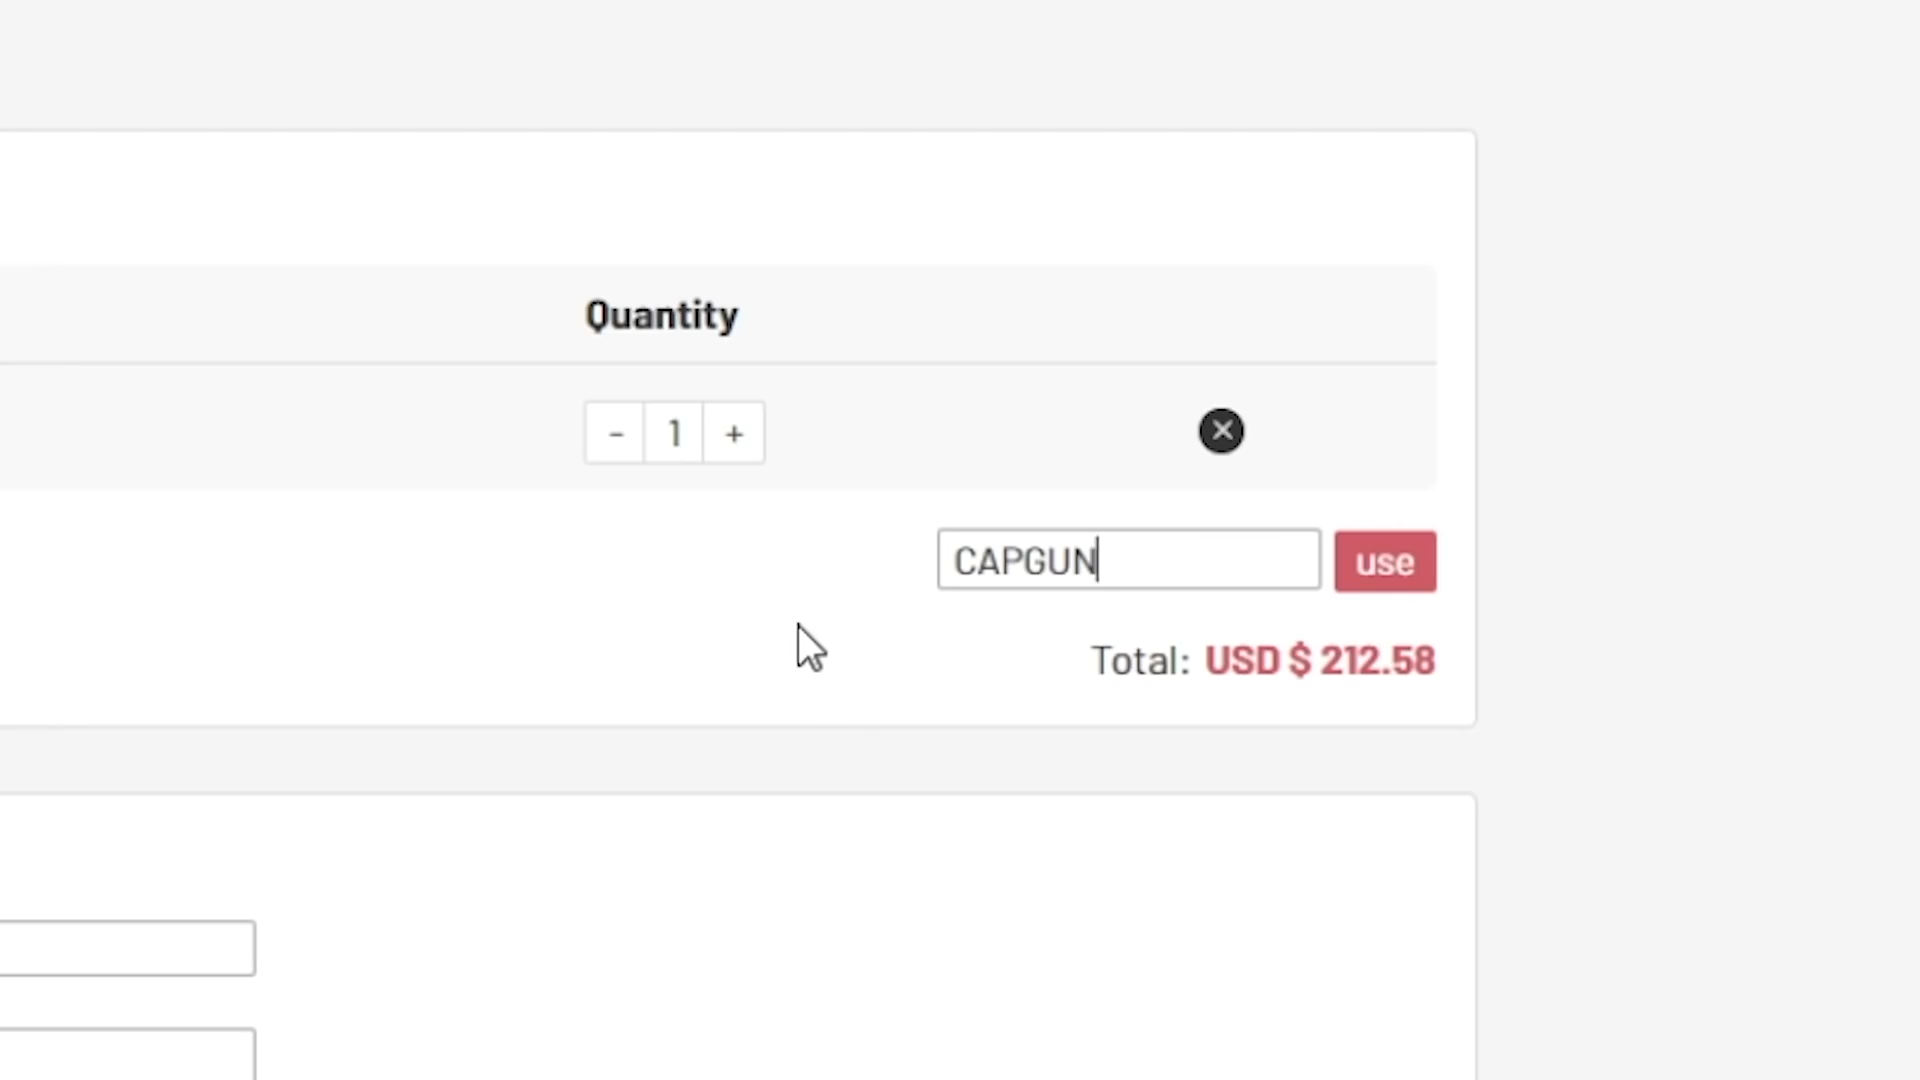 Quantity
- 1 +
CAPGUN use
Total: USD $ 212.58